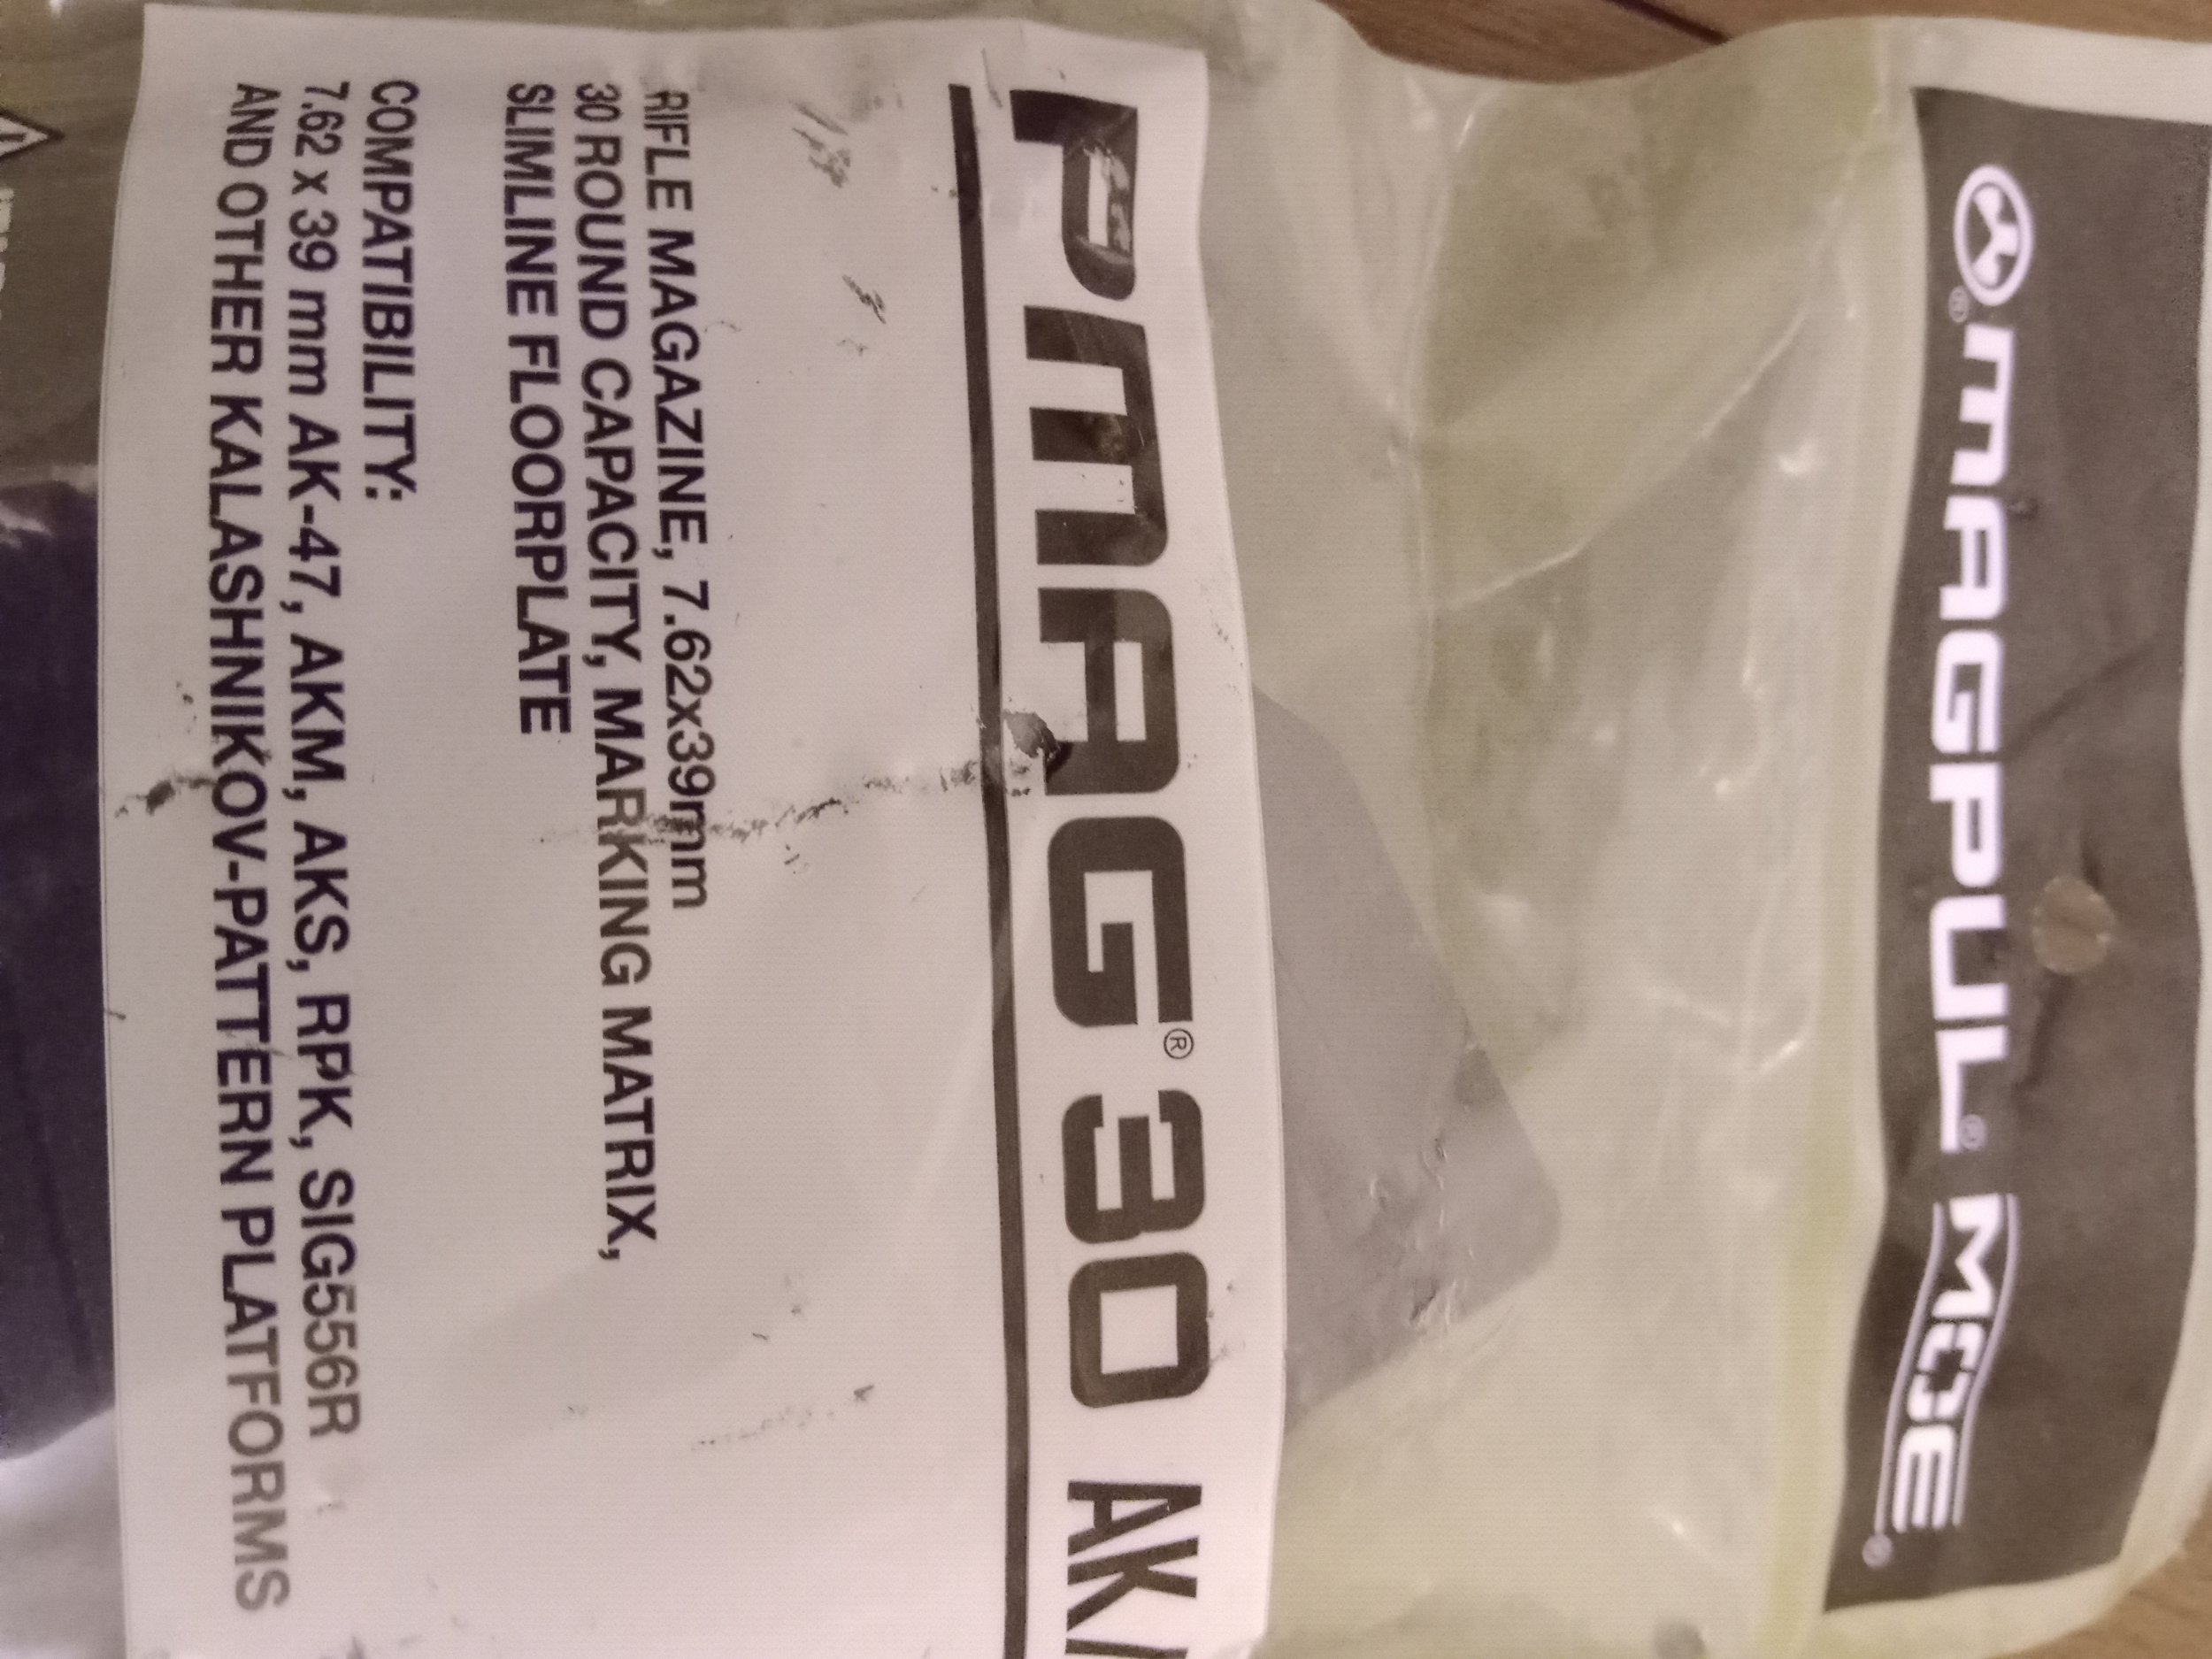 MAGPUL® MOE®
PMAG® 30 AK/
RIFLE MAGAZINE, 7.62x39mm
30 ROUND CAPACITY, MARKING MATRIX,
SLIMLINE FLOORPLATE
COMPATIBILITY:
7.62 x 39 mm AK-47, AKM, AKS, RPK, SIG556R
AND OTHER KALASHNIKOV-PATTERN PLATFORMS